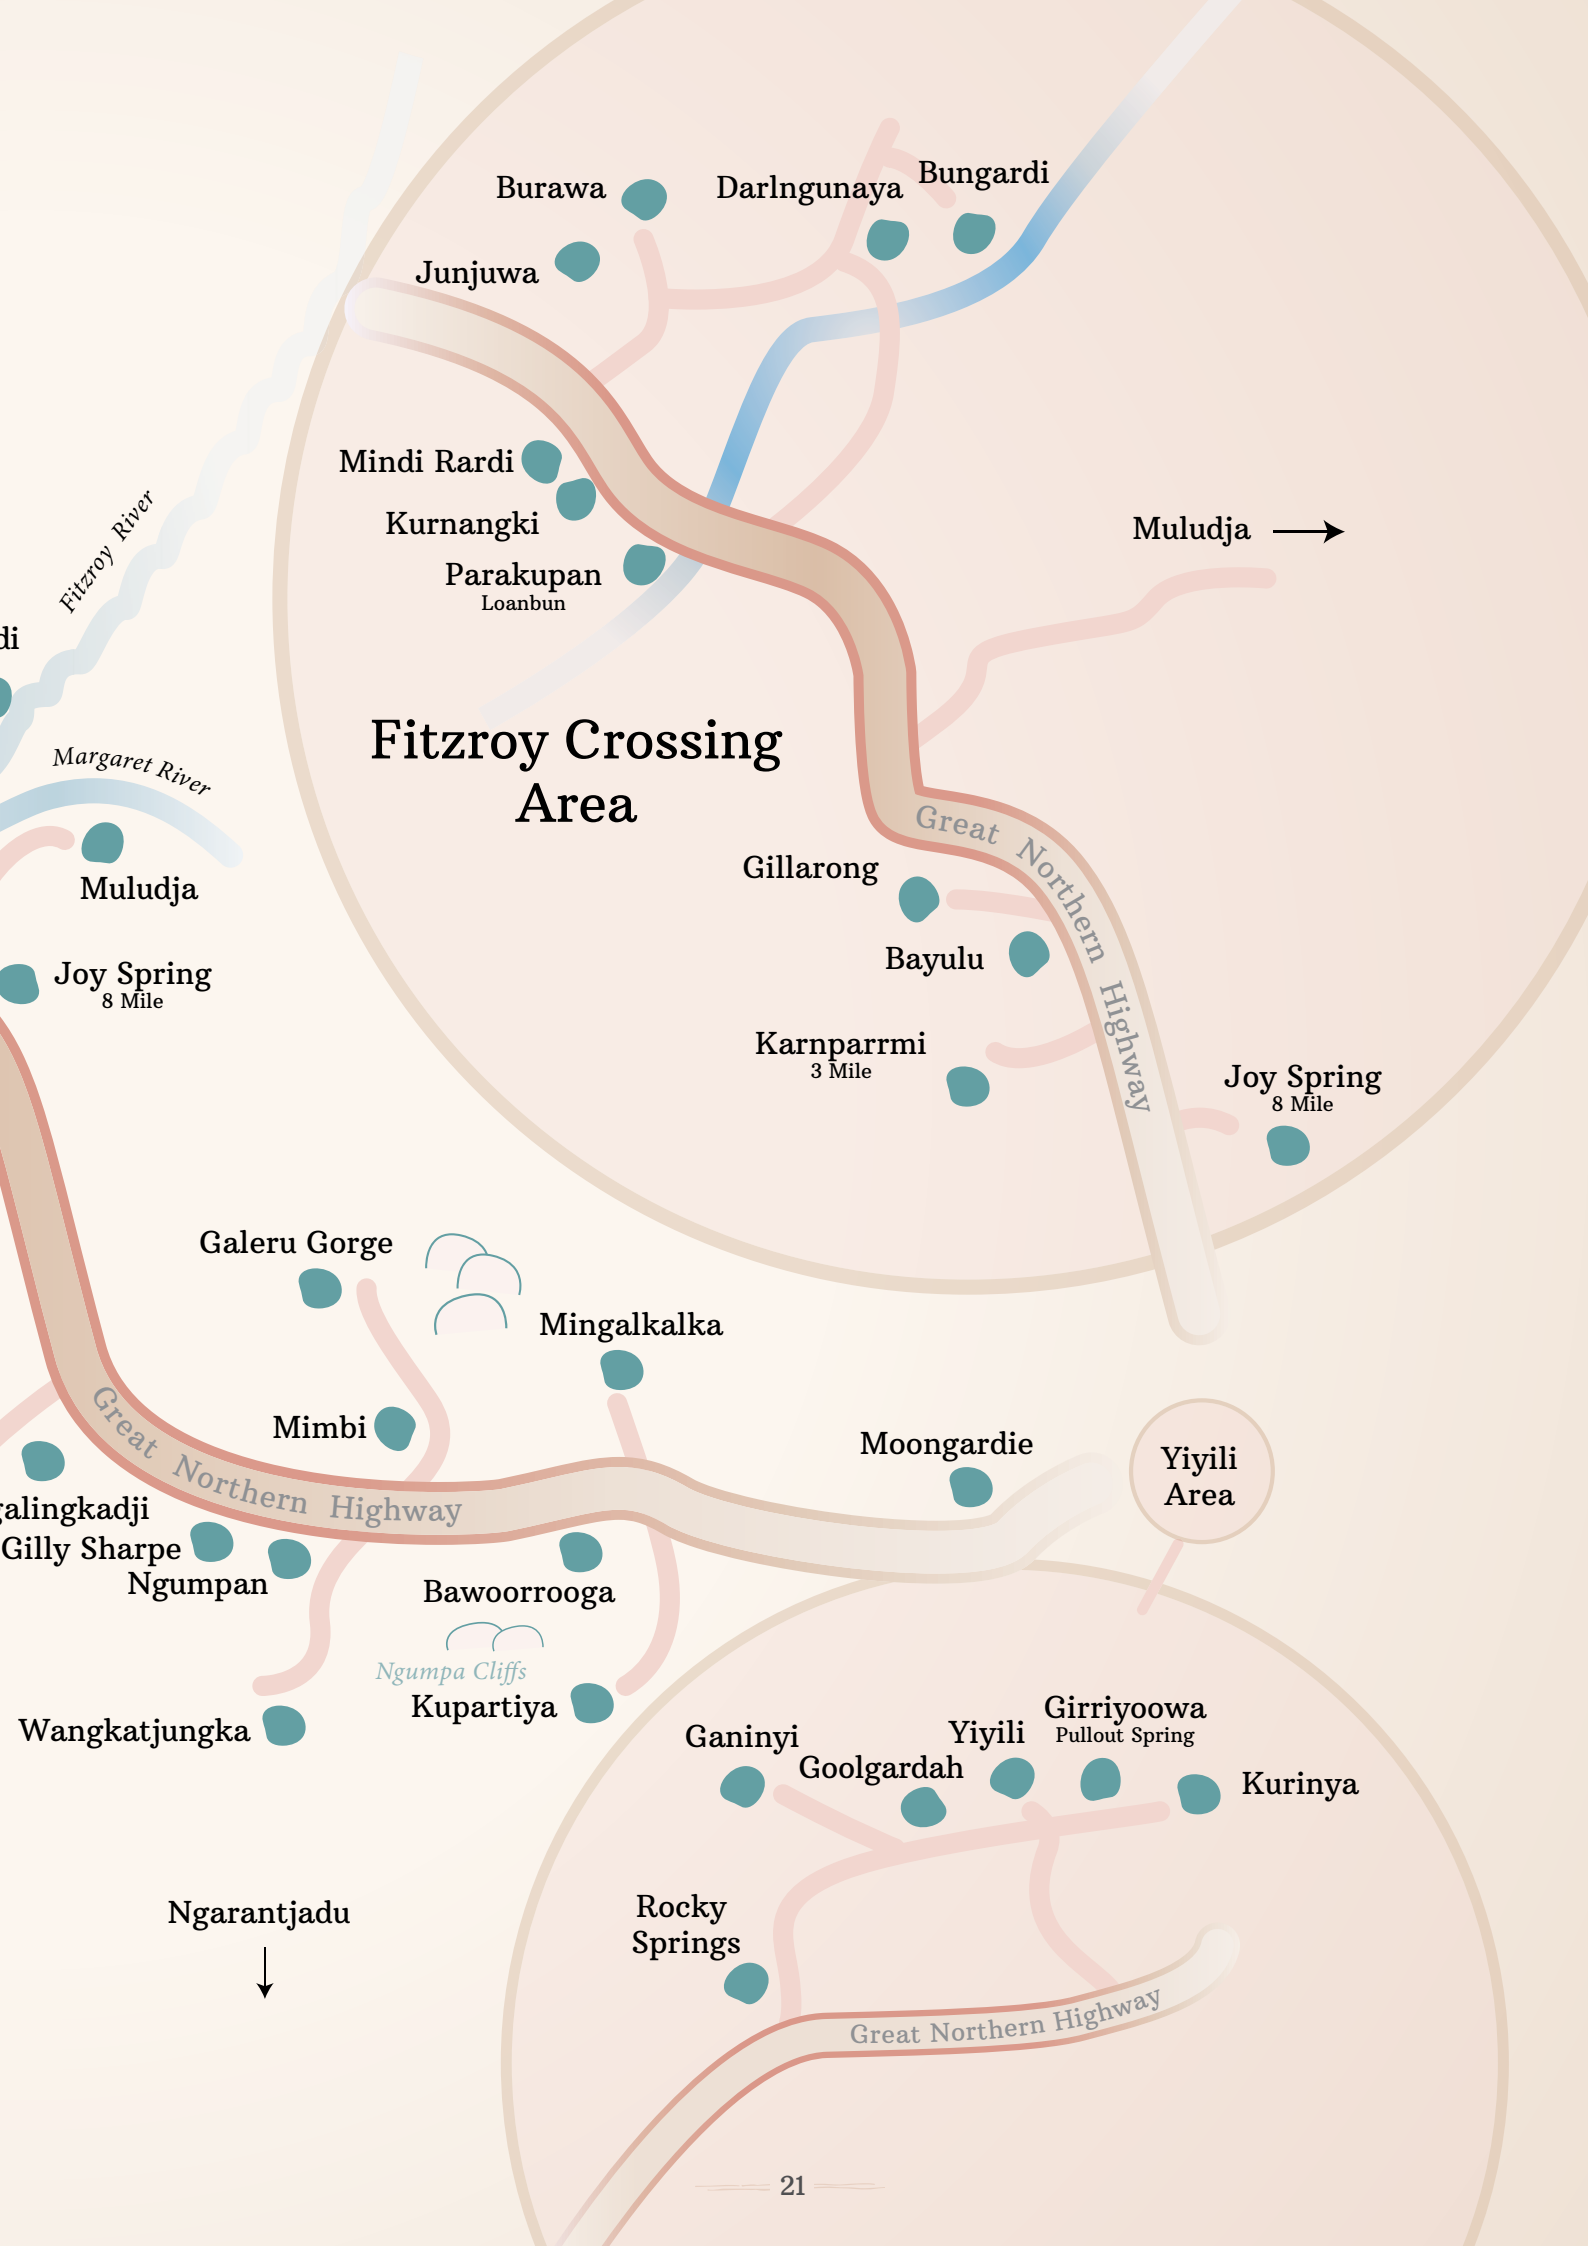 Burawa
Darlngunaya
Bungardi
Junjuwa
Mindi Rardi
Kurnangki
Parakupan
Loanbun
Muludja
Fitzroy River
di
Fitzroy Crossing
Area
Margaret River
Muludja
Great Northern Highway
Gillarong
Bayulu
Joy Spring
8 Mile
Karnparrmi
3 Mile
Joy Spring
8 Mile
Galeru Gorge
Mingalkalka
Mimbi
Moongardie
Yiyili
Area
Great Northern Highway
galingkadji
Gilly Sharpe
Ngumpan
Bawoorrooga
Ngumpa Cliffs
Kupartiya
Wangkatjungka
Ganinyi
Goolgardah
Yiyili
Girriyoowa
Pullout Spring
Kurinya
Ngarantjadu
Rocky
Springs
Great Northern Highway
21